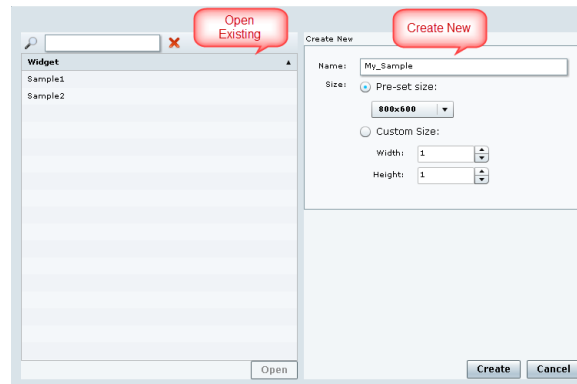 Open
Existing
Create New
Create New
Widget
Name: My_Sample
Sample1
Size: Pre-set size:
Sample2
800x600
Custom Size:
Width: 1
Height: 1
Open
Create Cancel